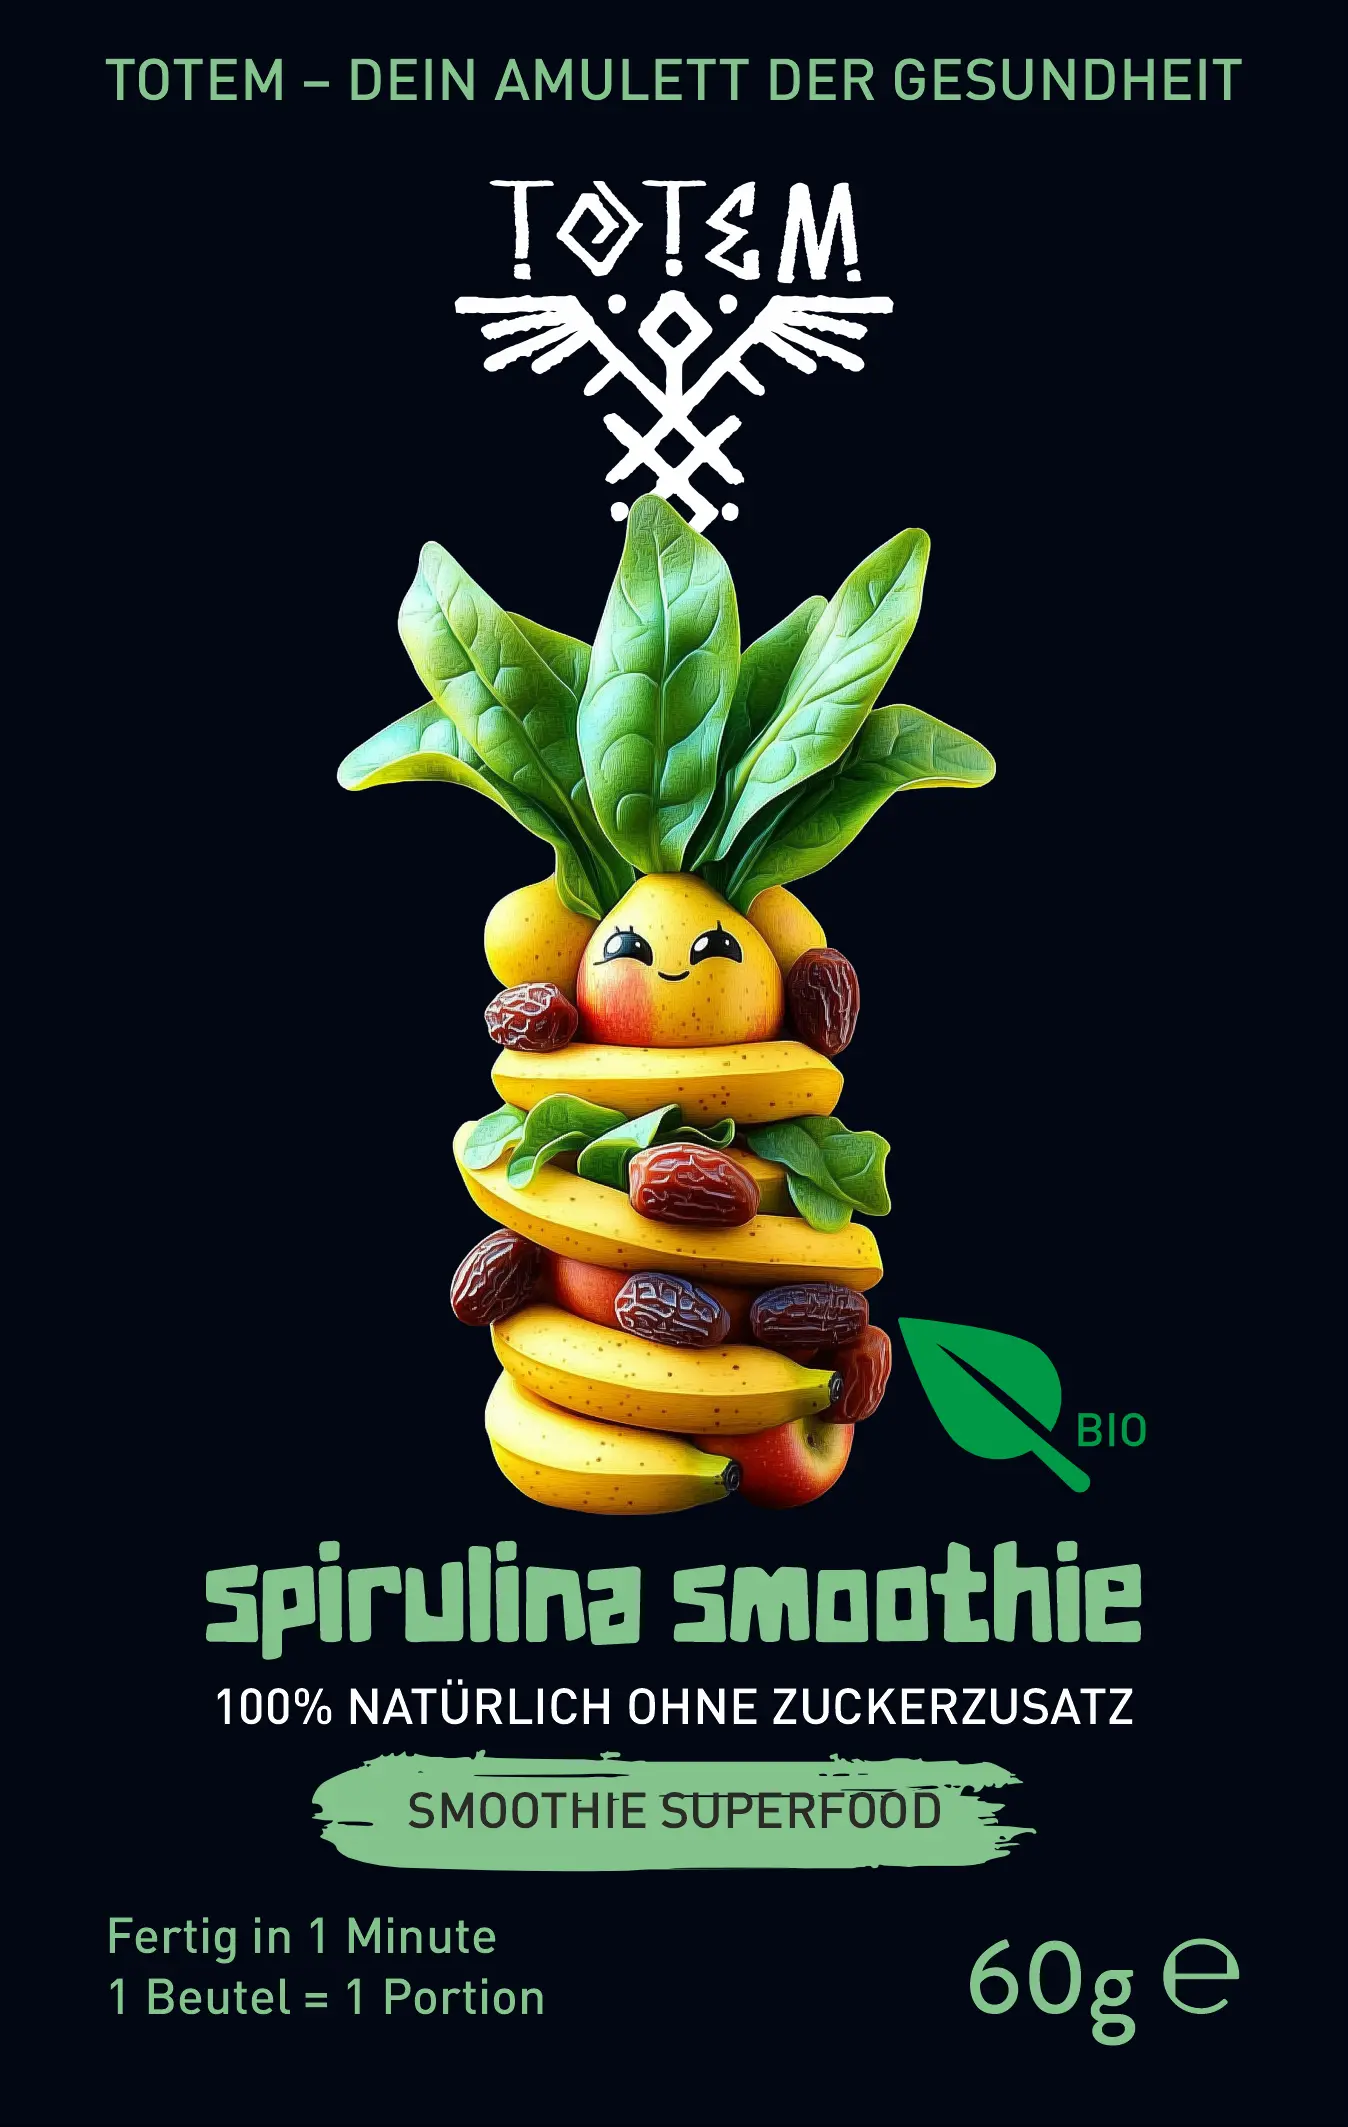 TOTEM – DEIN AMULETT DER GESUNDHEIT
TOTEM
BIO
spirulina smoothie
100% NATÜRLICH OHNE ZUCKERZUSATZ
SMOOTHIE SUPERFOOD
Fertig in 1 Minute
1 Beutel = 1 Portion
60g ℮